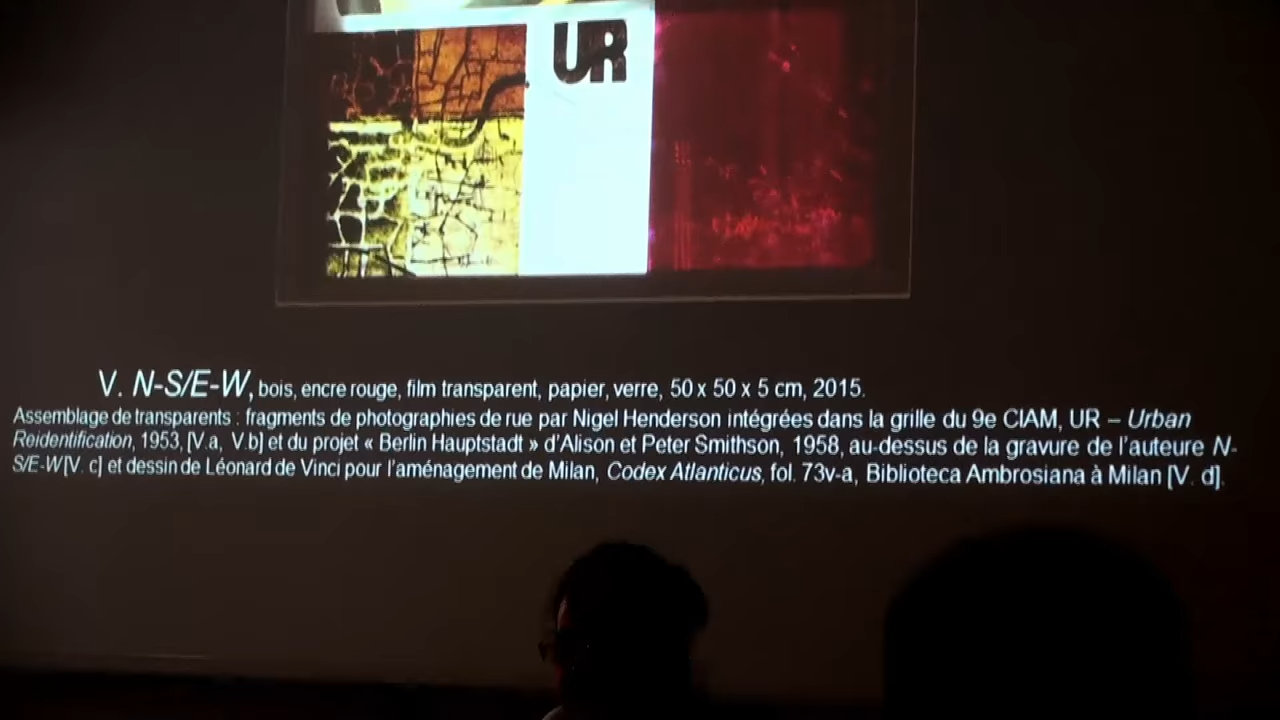 UR
V. N-S/E-W, bois, encre rouge, film transparent, papier, verre, 50 x 50 x 5 cm, 2015.
Assemblage de transparents : fragments de photographies de rue par Nigel Henderson intégrées dans la grille du 9e CIAM, UR – Urban
Reidentification, 1953, [V.a, V.b] et du projet « Berlin Hauptstadt » d'Alison et Peter Smithson, 1958, au-dessus de la gravure de l'auteure N-
S/E-W[V. c] et dessin de Léonard de Vinci pour l'aménagement de Milan, Codex Atlanticus, fol. 73v-a, Biblioteca Ambrosiana à Milan [V. d].